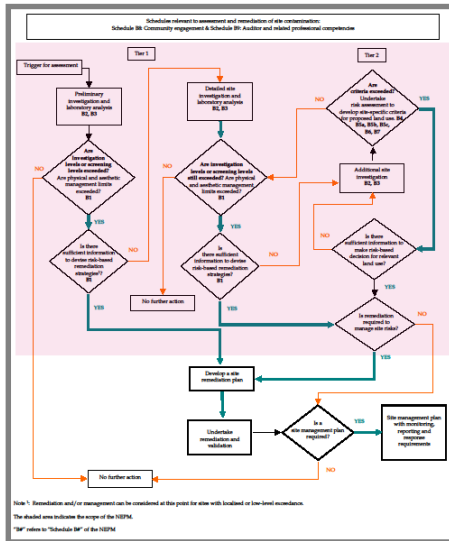 Schedules relevant to assessment and remediation of site contamination:
Schedule B8: Community engagement & Schedule B9: Auditor and related professional competencies
Tier 1
Tier 2
Trigger for assessment
Preliminary
investigation and
laboratory analysis
B2, B3
Detailed site
investigation and
laboratory analysis
B2, B3
Are
criteria exceeded?
Undertake
risk assessment to
develop site-specific criteria
for proposed land use. B4,
B5a, B5b, B5c,
B6, B7
YES
NO
Are
Investigation
levels or screening levels
exceeded?
Are physical and aesthetic
management limits
exceeded?
B1
NO
YES
Are investigation
levels or screening levels
still exceeded? Are physical
and aesthetic management
limits exceeded?
B1
NO
YES
Additional site
investigation
B2, B3
Is there
sufficient information
to devise risk-based
remediation
strategies¹?
B1
NO
YES
Is
there sufficient
information to devise
risk-based remediation
strategies?
B1
NO
YES
Is there
sufficient information to
make risk-based
decision for relevant
land use?
NO
YES
No further action
Is remediation
required to
manage site risks?
NO
YES
Develop a site
remediation plan
Undertake
remediation and
validation
Is a
site management plan
required?
YES
NO
Site management plan
with monitoring,
reporting and
response
requirements
No further action
Note ¹: Remediation and/or management can be considered at this point for sites with localised or low-level exceedance.
The shaded area indicates the scope of the NEPM.
"B#" refers to "Schedule B#" of the NEPM